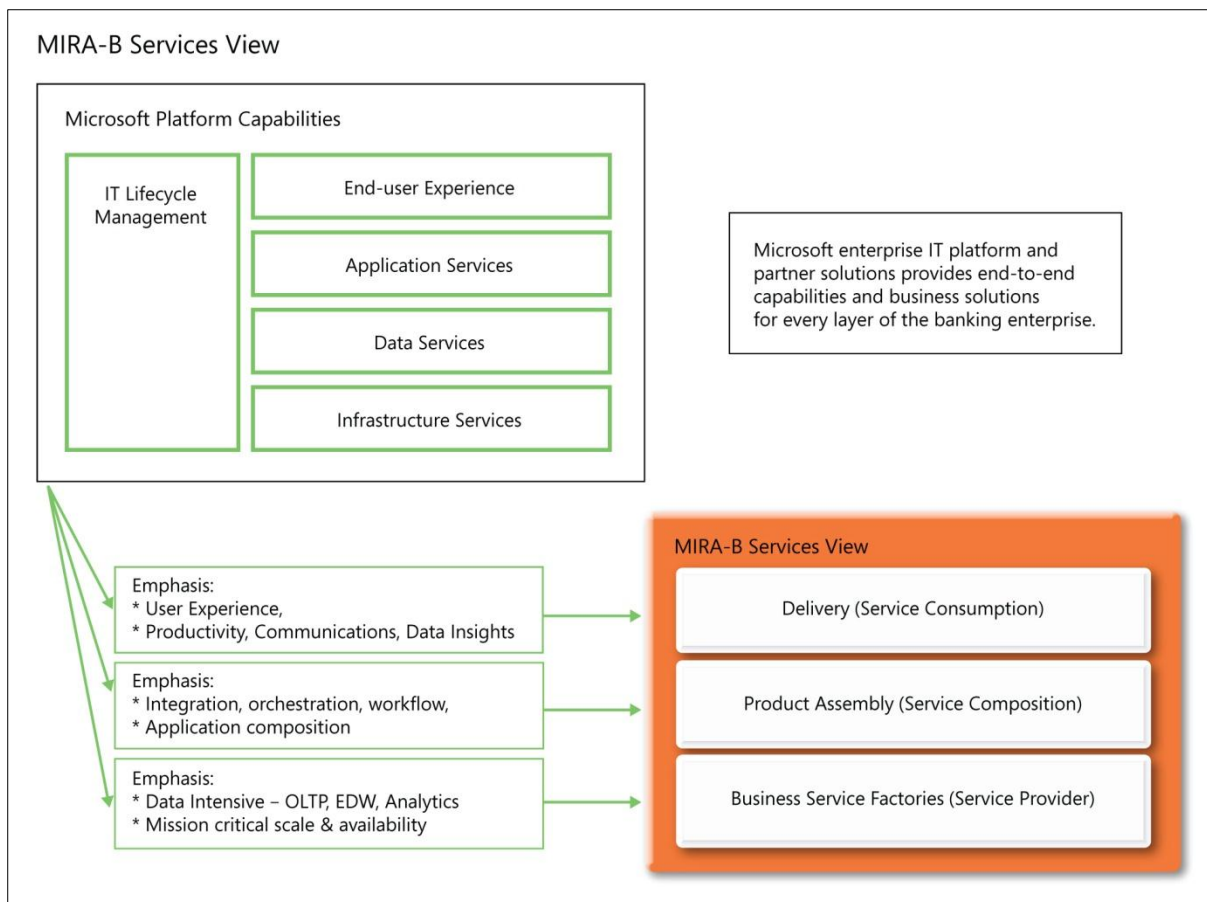 MIRA-B Services View
Microsoft Platform Capabilities
IT Lifecycle
Management
End-user Experience
Application Services
Data Services
Infrastructure Services
Microsoft enterprise IT platform and
partner solutions provides end-to-end
capabilities and business solutions
for every layer of the banking enterprise.
Emphasis:
* User Experience,
* Productivity, Communications, Data Insights
Emphasis:
* Integration, orchestration, workflow,
* Application composition
Emphasis:
* Data Intensive – OLTP, EDW, Analytics
* Mission critical scale & availability
MIRA-B Services View
Delivery (Service Consumption)
Product Assembly (Service Composition)
Business Service Factories (Service Provider)